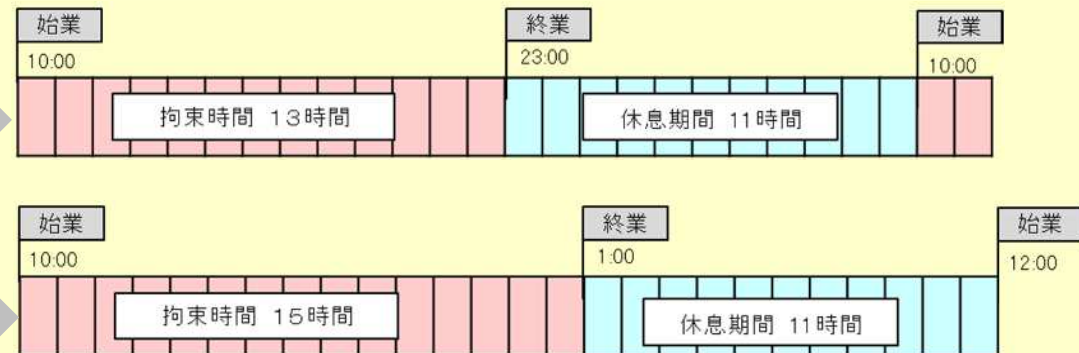 始業 終業 始業
10:00 23:00 10:00
拘束時間 13時間 休息期間 11時間
始業 終業 始業
10:00 1:00 12:00
拘束時間 15時間 休息期間 11時間